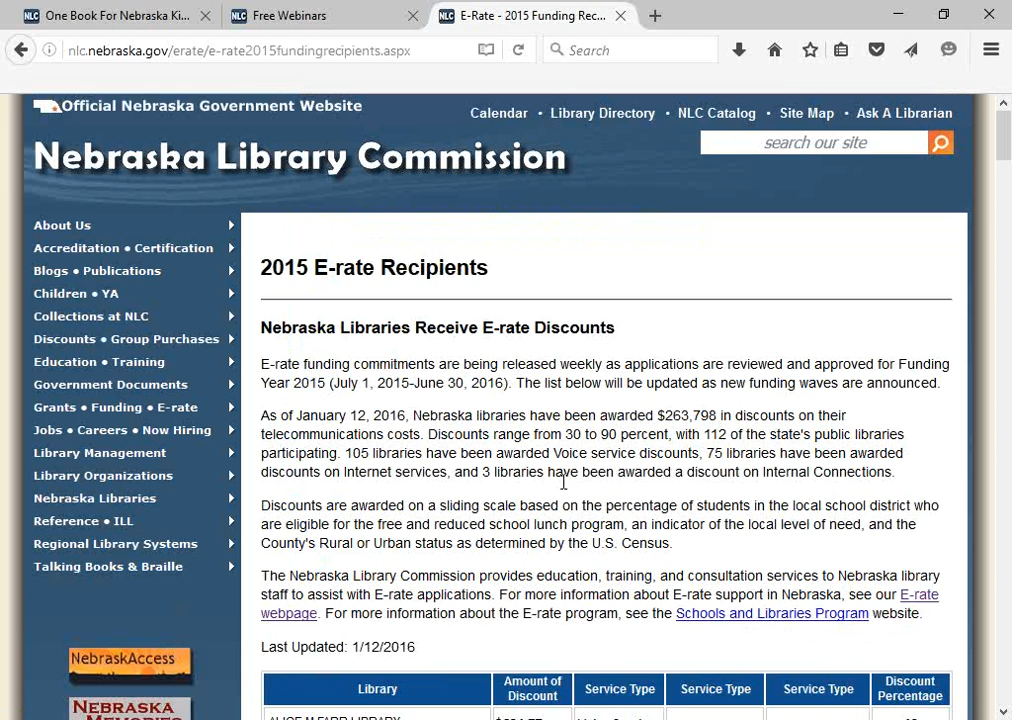 One Book For Nebraska Ki...
Free Webinars
E-Rate - 2015 Funding Rec...
nlc.nebraska.gov/erate/e-rate2015fundingrecipients.aspx
Search
Official Nebraska Government Website
Calendar • Library Directory • NLC Catalog • Site Map • Ask A Librarian
Nebraska Library Commission
search our site
About Us
Accreditation • Certification
Blogs • Publications
Children • YA
Collections at NLC
Discounts • Group Purchases
Education • Training
Government Documents
Grants • Funding • E-rate
Jobs • Careers • Now Hiring
Library Management
Library Organizations
Nebraska Libraries
Reference • ILL
Regional Library Systems
Talking Books & Braille
NebraskAccess
NEBRASKA
MEMORIES
2015 E-rate Recipients
Nebraska Libraries Receive E-rate Discounts
E-rate funding commitments are being released weekly as applications are reviewed and approved for Funding
Year 2015 (July 1, 2015-June 30, 2016). The list below will be updated as new funding waves are announced.
As of January 12, 2016, Nebraska libraries have been awarded $263,798 in discounts on their
telecommunications costs. Discounts range from 30 to 90 percent, with 112 of the state's public libraries
participating. 105 libraries have been awarded Voice service discounts, 75 libraries have been awarded
discounts on Internet services, and 3 libraries have been awarded a discount on Internal Connections.
Discounts are awarded on a sliding scale based on the percentage of students in the local school district who
are eligible for the free and reduced school lunch program, an indicator of the local level of need, and the
County's Rural or Urban status as determined by the U.S. Census.
The Nebraska Library Commission provides education, training, and consultation services to Nebraska library
staff to assist with E-rate applications. For more information about E-rate support in Nebraska, see our E-rate
webpage. For more information about the E-rate program, see the Schools and Libraries Program website.
Last Updated: 1/12/2016
Library
Amount of
Discount
Service Type
Service Type
Service Type
Discount
Percentage
ALICE M FARR LIBRARY